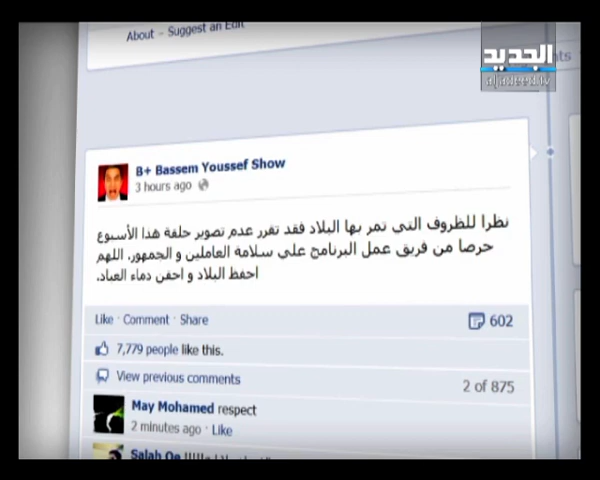 About - Suggest an Edit
الجديد
aljadeed.tv
B+ Bassem Youssef Show
3 hours ago
نظرا للظروف التي تمر بها البلاد فقد تقرر عدم تصوير حلقة هذا الأسبوع
حرصا من فريق عمل البرنامج على سلامة العاملين و الجمهور. اللهم
احفظ البلاد و احقن دماء العباد.
Like · Comment · Share 602
7,779 people like this.
View previous comments 2 of 875
May Mohamed respect
2 minutes ago · Like
Salah